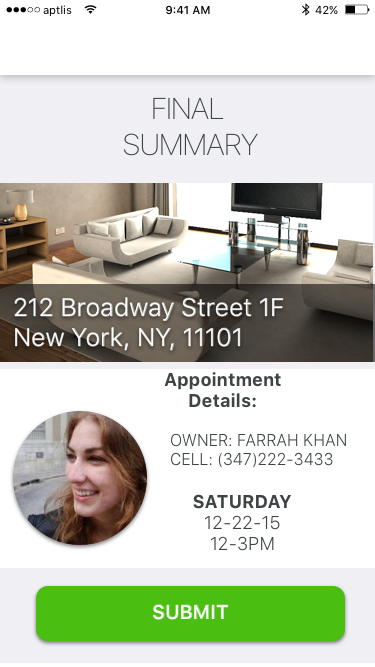 aptlis 9:41 AM 42%
FINAL
SUMMARY
212 Broadway Street 1F
New York, NY, 11101
Appointment
Details:
OWNER: FARRAH KHAN
CELL: (347)222-3433
SATURDAY
12-22-15
12-3PM
SUBMIT